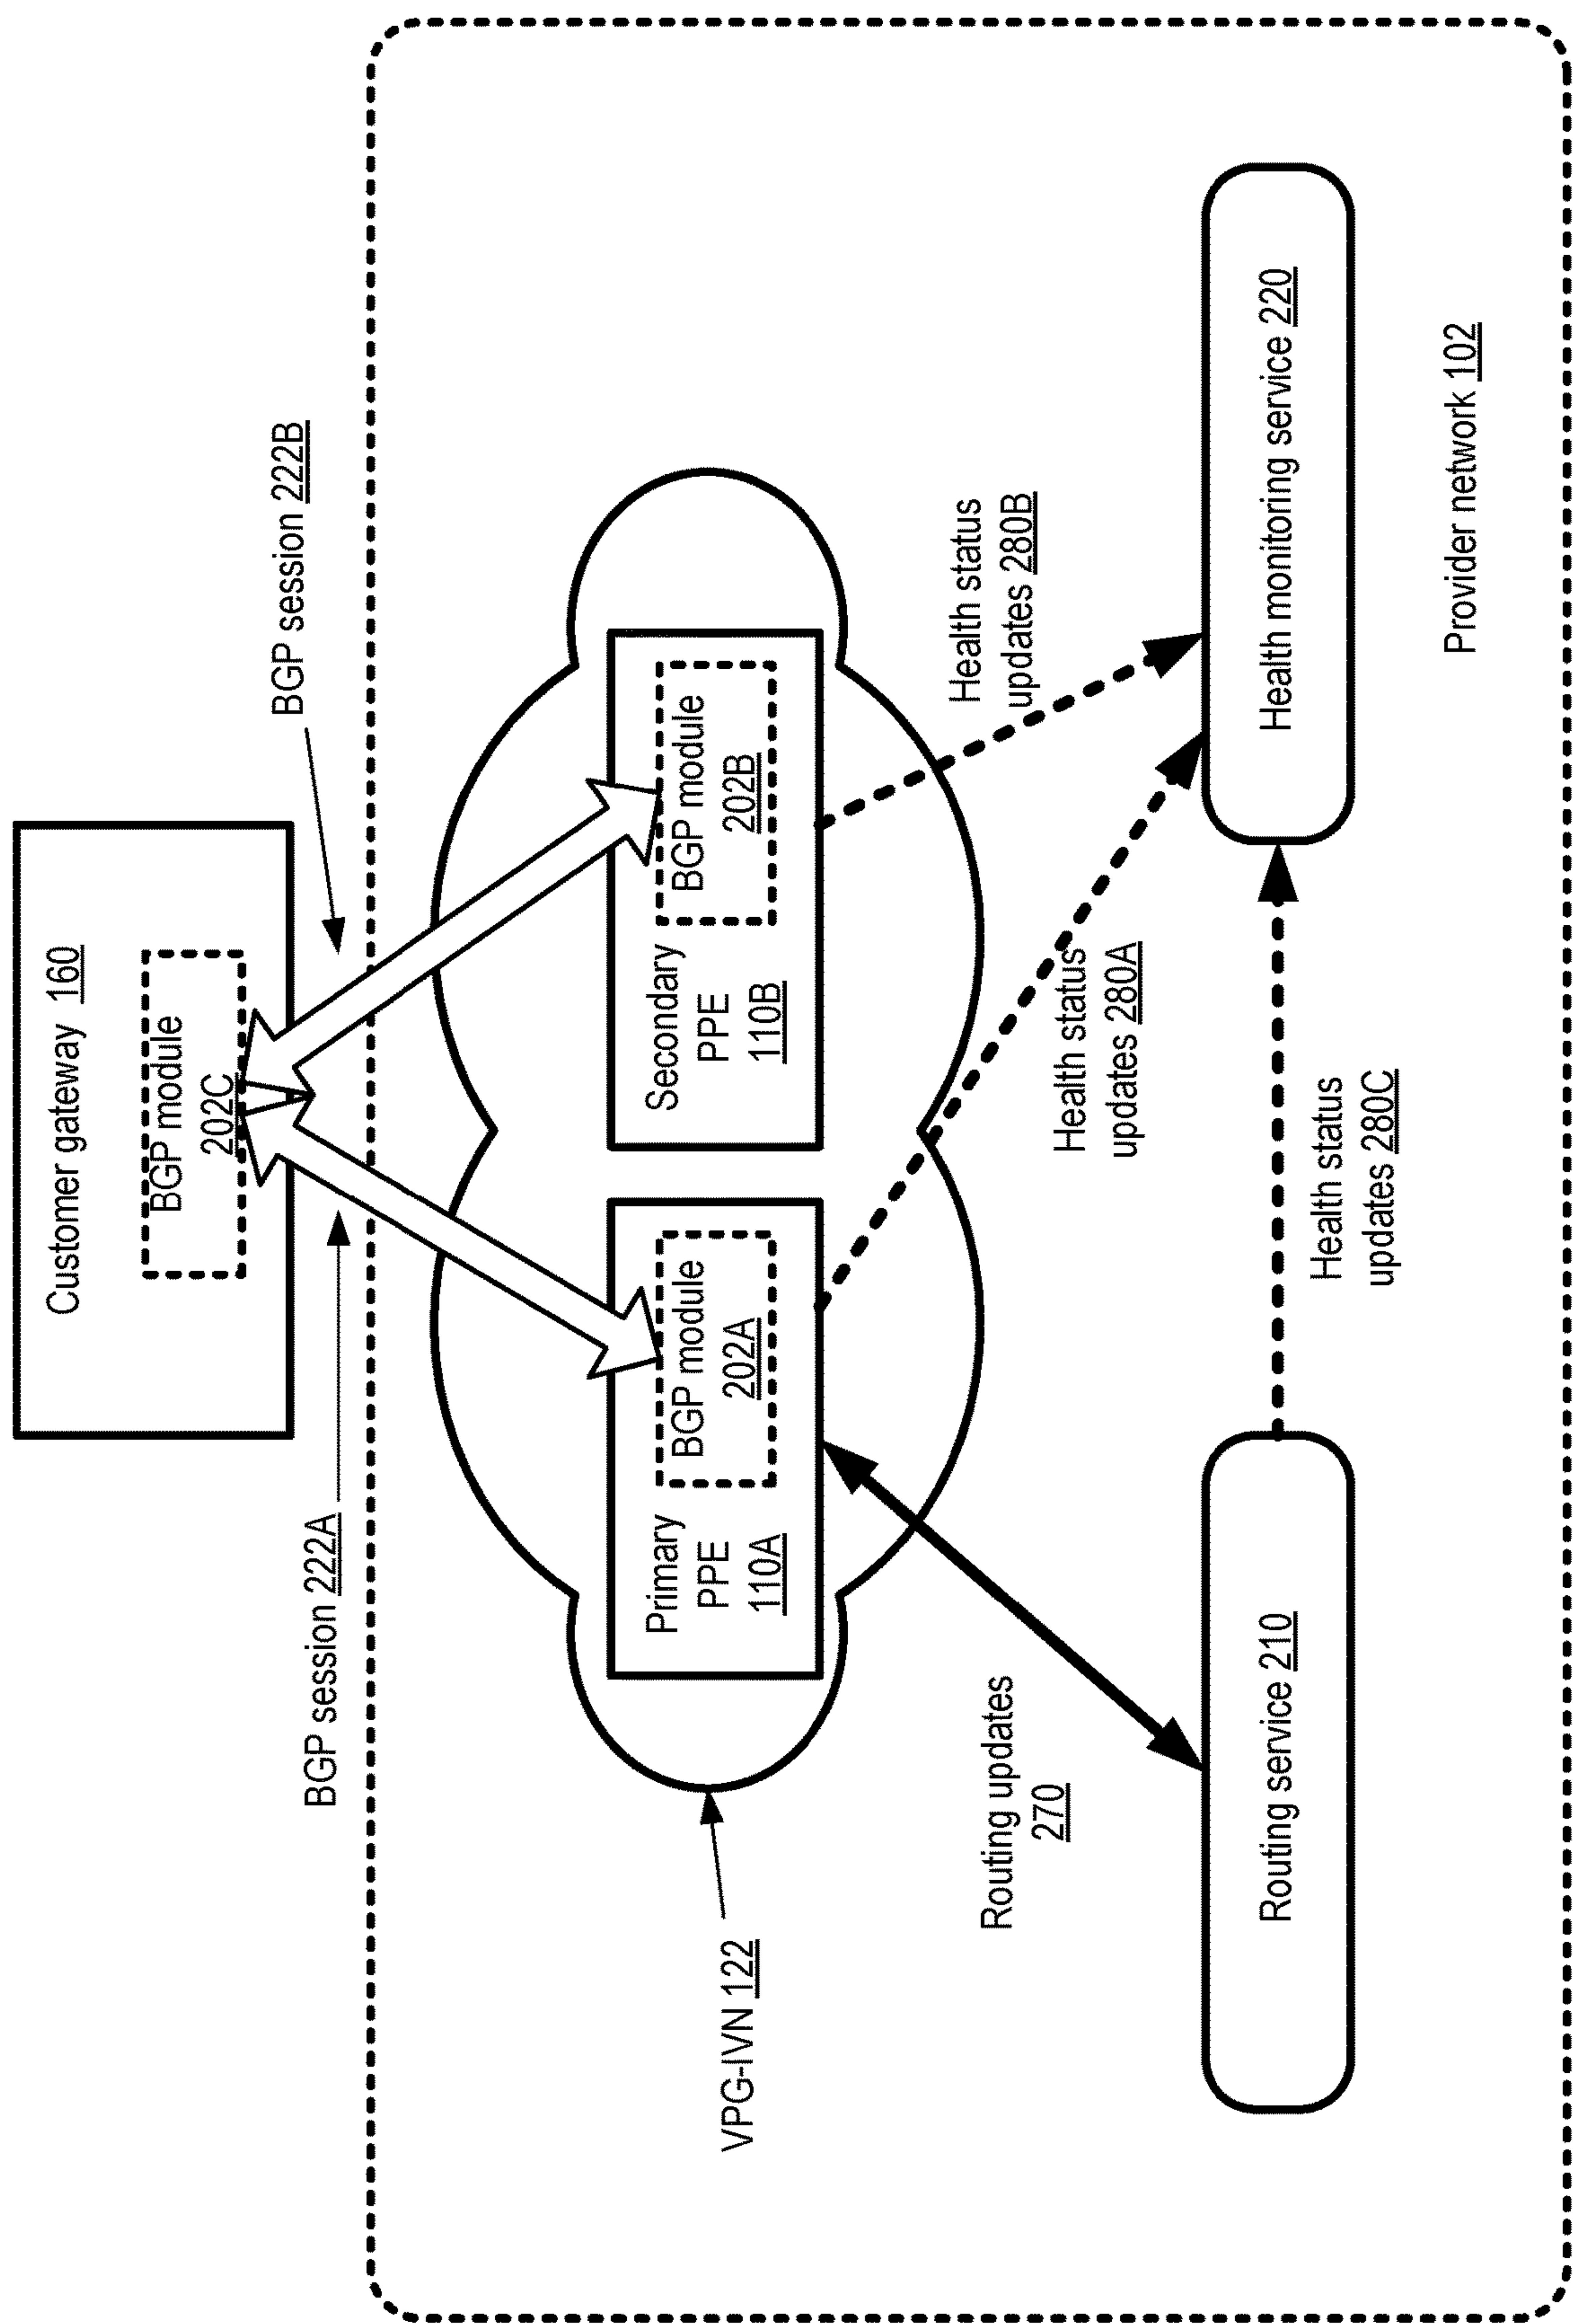 Customer gateway 160
BGP module
202C
BGP session 222A
BGP session 222B
Primary
PPE
110A
BGP module
202A
Secondary
PPE
110B
BGP module
202B
VPG-IVN 122
Routing updates
270
Health status
updates 280A
Health status
updates 280B
Routing service 210
Health status
updates 280C
Health monitoring service 220
Provider network 102